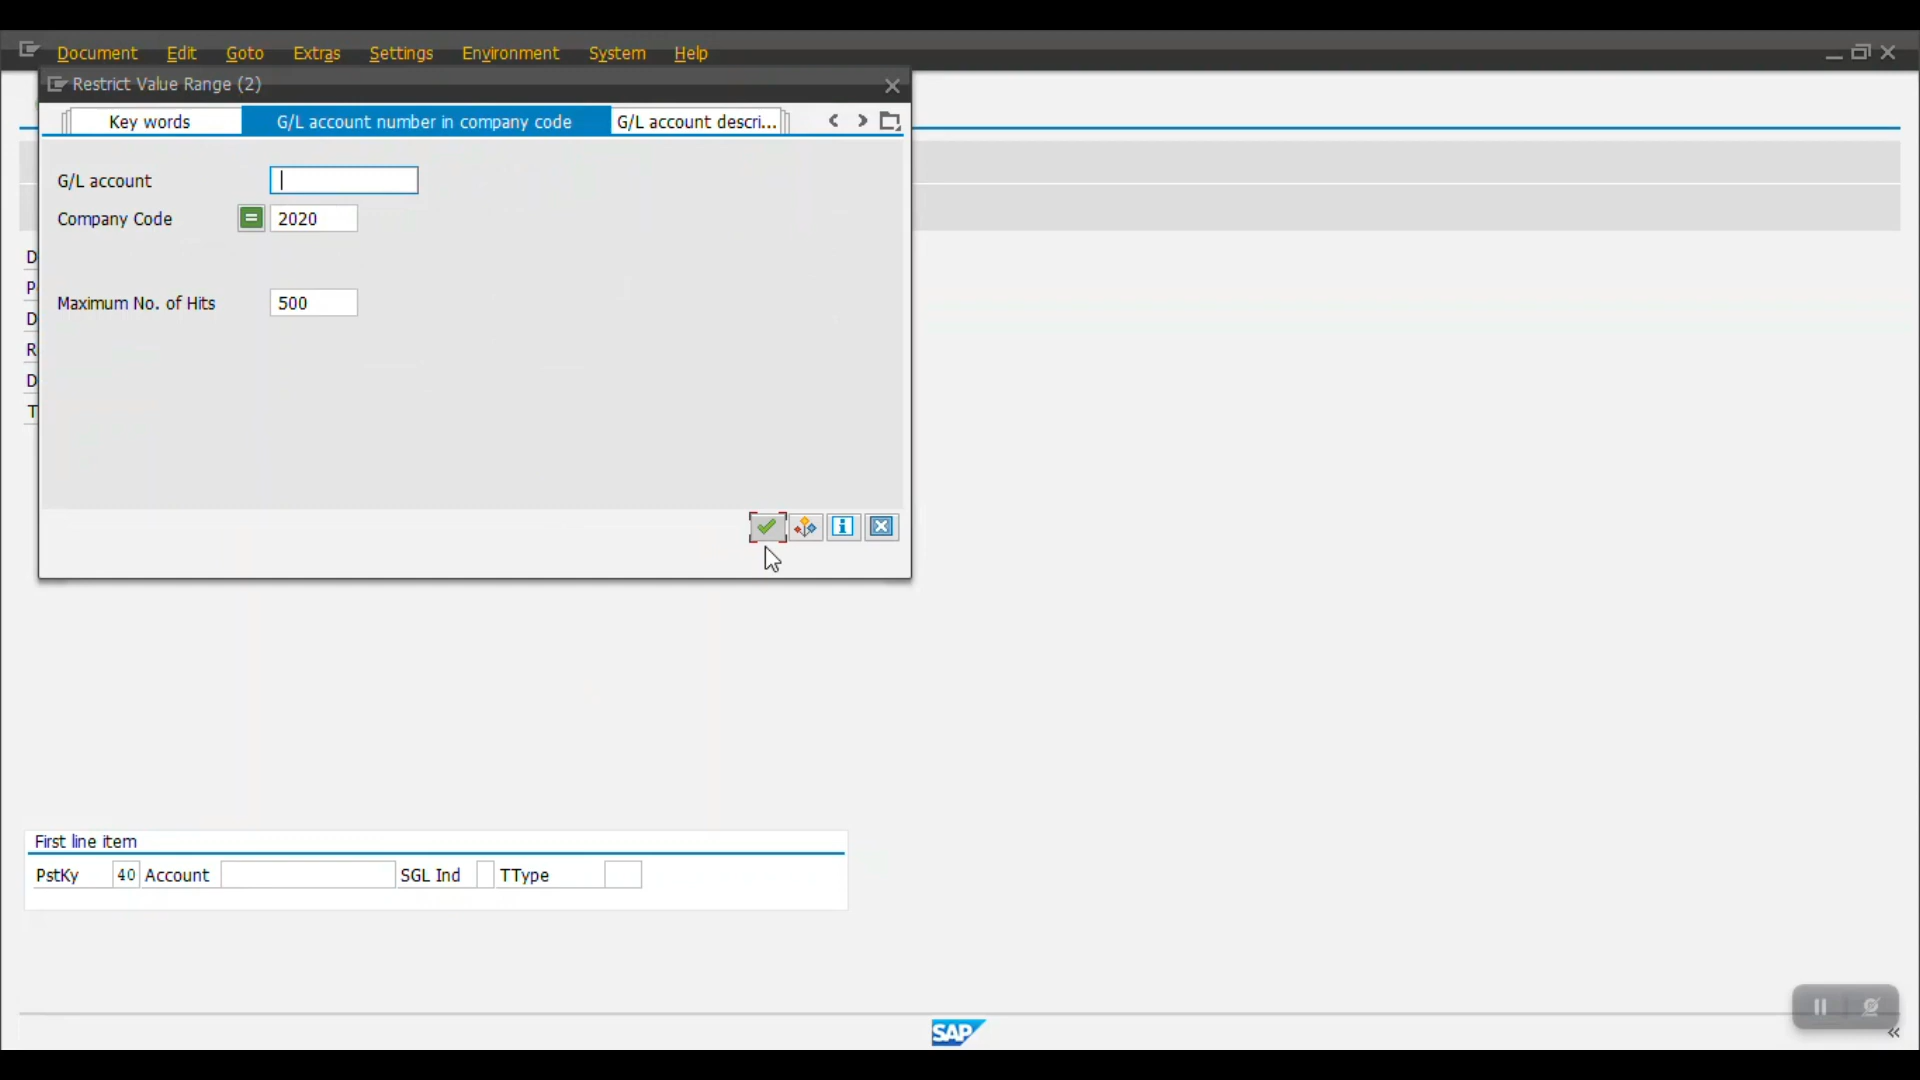 Document Edit Goto Extras Settings Environment System Help
Restrict Value Range (2)
Key words G/L account number in company code G/L account descri...
G/L account
Company Code 2020
D
P
Maximum No. of Hits 500
D
R
D
T
First line item
PstKy 40 Account SGL Ind TType
SAP